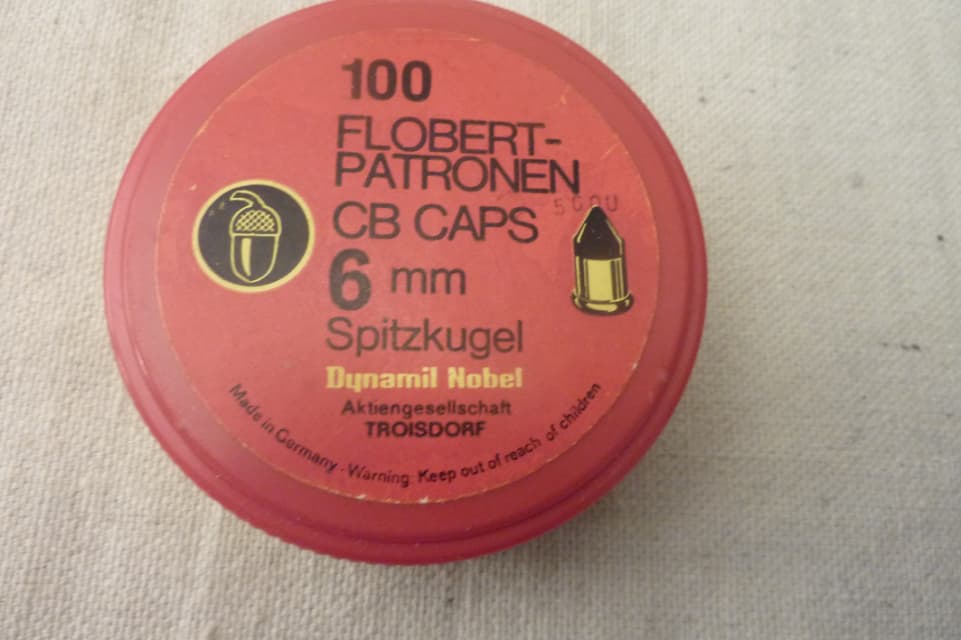 100
FLOBERT-
PATRONEN
CB CAPS
6 mm
Spitzkugel
Dynamit Nobel
Aktiengesellschaft
TROISDORF
Made in Germany - Warning: Keep out of reach of children